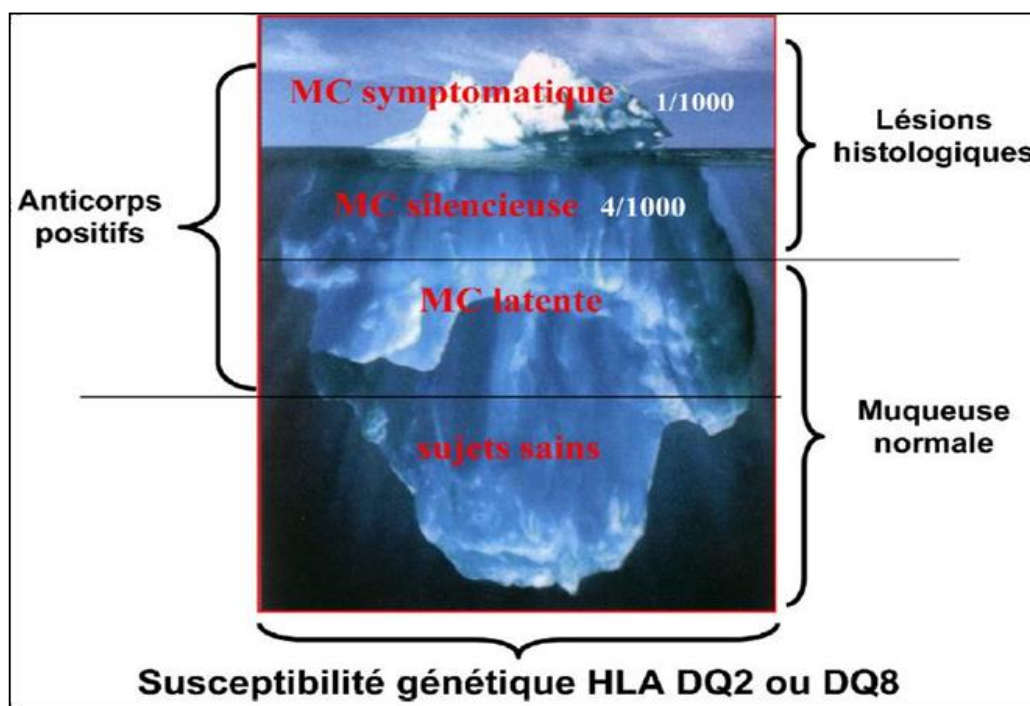 MC symptomatique 1/1000
Lésions
histologiques
Anticorps
positifs
MC silencieuse 4/1000
MC latente
Muqueuse
normale
sujets sains
Susceptibilité génétique HLA DQ2 ou DQ8